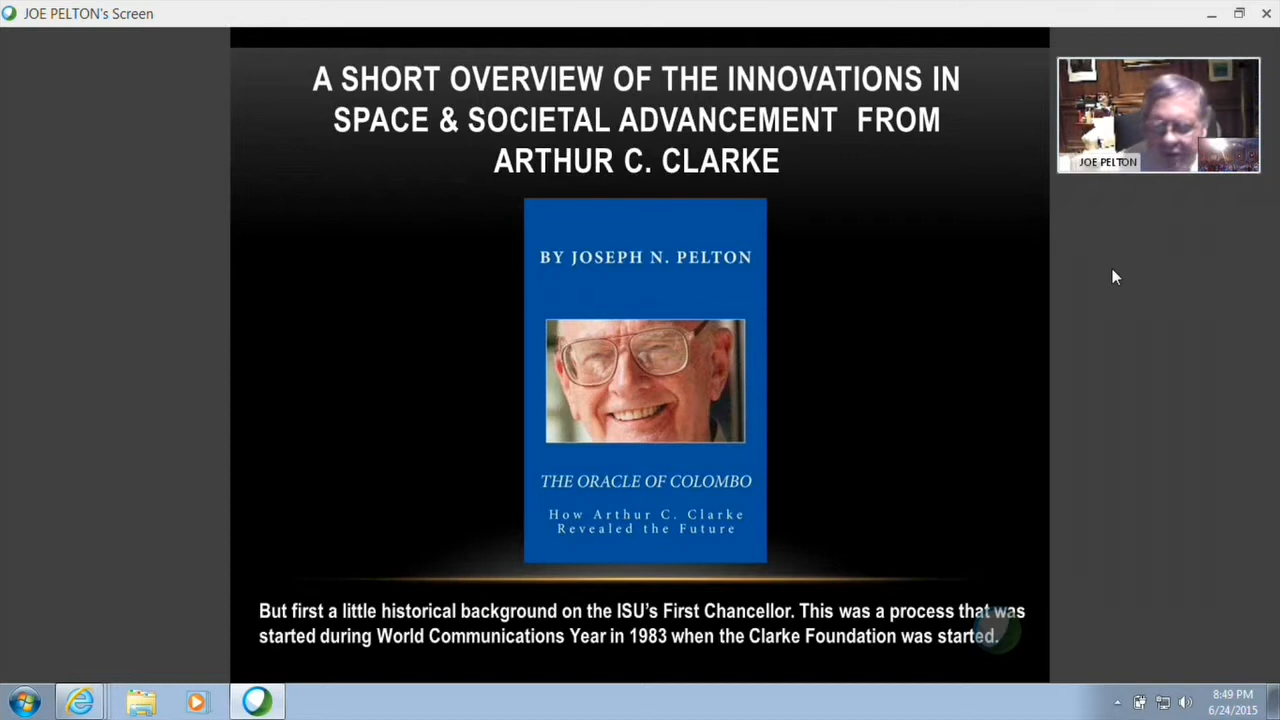 JOE PELTON's Screen
A SHORT OVERVIEW OF THE INNOVATIONS IN
SPACE & SOCIETAL ADVANCEMENT FROM
ARTHUR C. CLARKE
JOE PELTON
BY JOSEPH N. PELTON
THE ORACLE OF COLOMBO
How Arthur C. Clarke
Revealed the Future
But first a little historical background on the ISU's First Chancellor. This was a process that was
started during World Communications Year in 1983 when the Clarke Foundation was started.
8:49 PM
6/24/2015